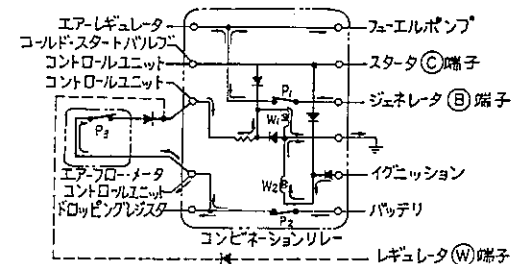 エアーレギュレータ
コールド・スタートバルブ
コントロールユニット
コントロールユニット
P3
エアーフロー・メータ
コントロールユニット
ドロッピングレジスタ
P1
W1
W2
P2
コンビネーションリレー
フューエルポンプ
スタータⒸ端子
ジェネレータⒷ端子
イグニッション
バッテリ
レギュレータⓌ端子